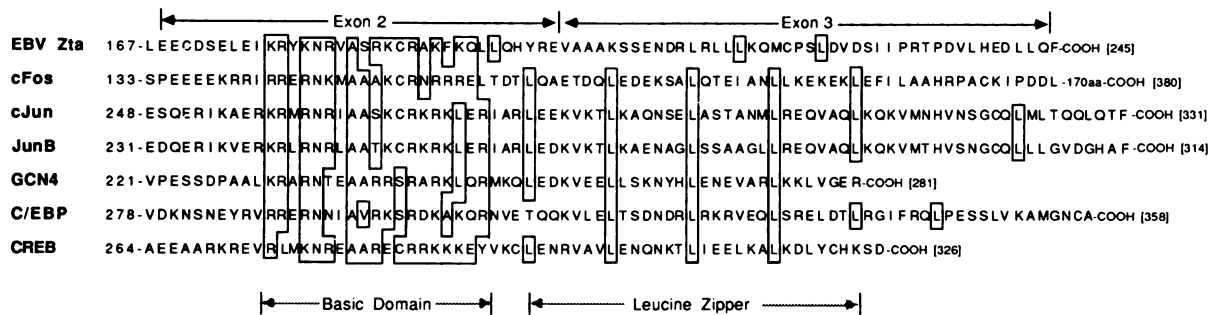 Exon 2 Exon 3
EBV Zta 167-LEECDSELEIKRYKNRVASRKCRAKFKQLLQHYREVAAAKSSENDRLRLLLKQMCPSLDVDSIIPRTPDVLHEDLLQF-COOH [245]
cFos 133-SPEEEEKRRIRRERNKMAAAKCRNRRRELTDTLQAETDQLEDEKSALQTEIANLLKEKEKLEFILAAHRPACKIPDDL-170aa-COOH [380]
cJun 248-ESQERIKAERKRMRNRIAASKCRKRKLERIARLEEKVKTLKAQNSELASTANMLREQVAQLKQKVMNHVNSGCQLMLTQQLQTF-COOH [331]
JunB 231-EDQERIKVERKRLRNRLAATKCRKRKLERIARLEDKVKTLKAENAGLSSAAGLLREQVAQLKQKVMTHVSNGCQLLLGVDGHAF-COOH [314]
GCN4 221-VPESSDPAALKRARNTEAARRSRARKLQRMKQLEDKVEELLSKNYHLENEVARLKKLVGER-COOH [281]
C/EBP 278-VDKNSNEYRVRRERNNIAVRKSRDKAKQRNVETQQKVLELTSDNDRLRKRVEQLSRELDTLRGIFRQLPESSLVKAMGNCA-COOH [358]
CREB 264-AEEAARKREVRLMKNREAARECRRKKKEYVKCLENRVAVLENQNKTLIEELKALKDLYCHKSD-COOH [326]
Basic Domain Leucine Zipper